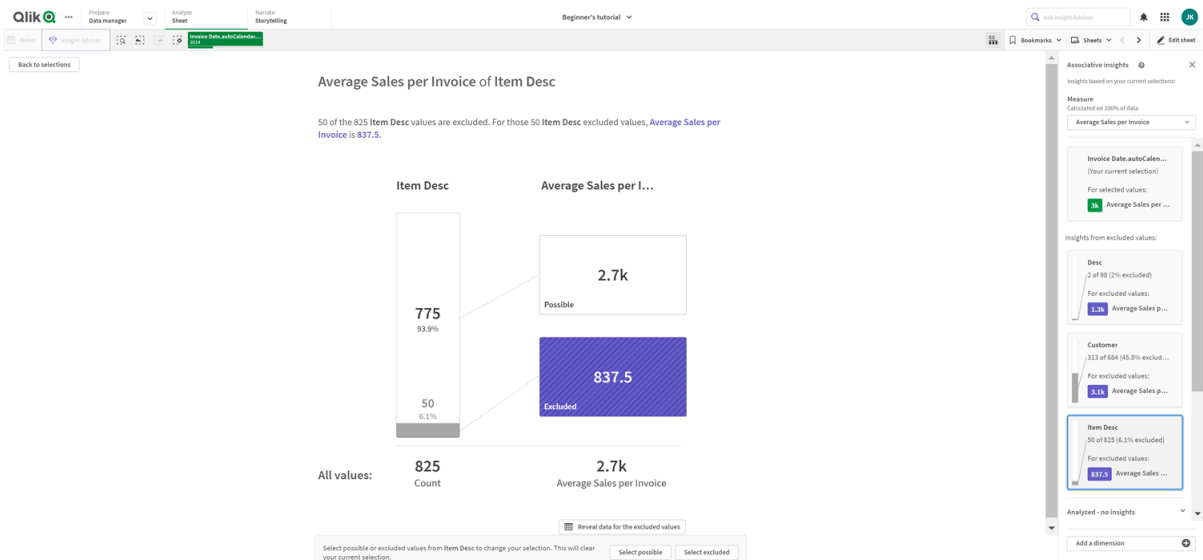 Qlik
Prepare
Data manager
Analyze
Sheet
Narrate
Storytelling
Beginner's tutorial
Ask Insight Advisor
JK
Notes
Insight Advisor
Invoice Date.autoCalendar....
2014
Bookmarks
Sheets
Edit sheet
Back to selections
Average Sales per Invoice of Item Desc
50 of the 825 Item Desc values are excluded. For those 50 Item Desc excluded values, Average Sales per
Invoice is 837.5.
Item Desc
Average Sales per I...
775
93.9%
50
6.1%
2.7k
Possible
837.5
Excluded
All values:
825
Count
2.7k
Average Sales per Invoice
Reveal data for the excluded values
Select possible or excluded values from Item Desc to change your selection. This will clear
your current selection.
Select possible
Select excluded
Associative insights
Insights based on your current selections:
Measure
Calculated on 100% of data
Average Sales per Invoice
Invoice Date.autoCalen...
(Your current selection)
For selected values:
3k Average Sales per ...
Insights from excluded values:
Desc
2 of 98 (2% excluded)
For excluded values:
1.3k Average Sales p...
Customer
313 of 684 (45.8% exclud...
For excluded values:
3.1k Average Sales p...
Item Desc
50 of 825 (6.1% excluded)
For excluded values:
837.5 Average Sales ...
Analyzed - no insights
Add a dimension